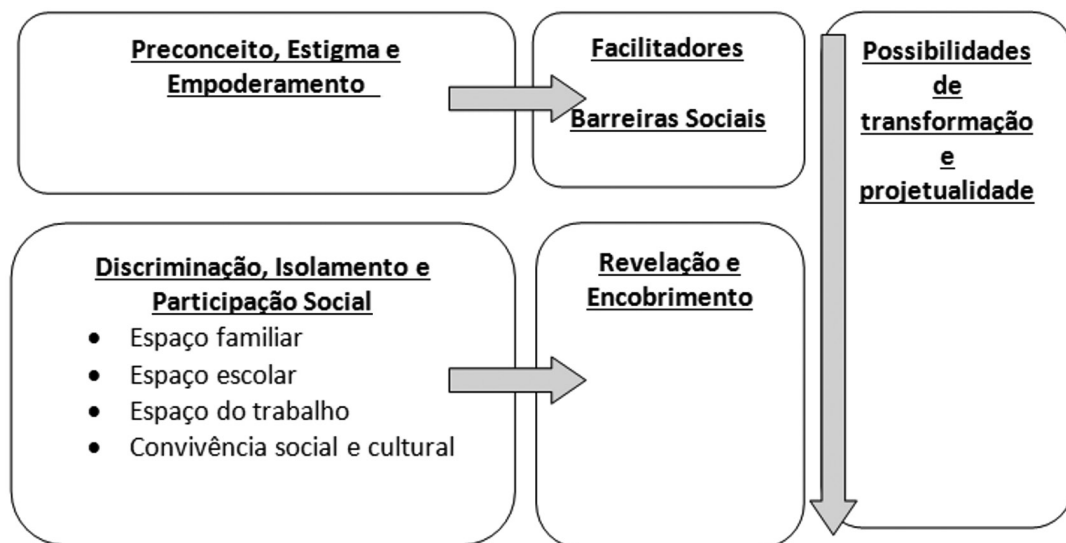 Preconceito, Estigma e
Empoderamento
Facilitadores
Barreiras Sociais
Possibilidades
de
transformação
e
projetualidade
Discriminação, Isolamento e
Participação Social
• Espaço familiar
• Espaço escolar
• Espaço do trabalho
• Convivência social e cultural
Revelação e
Encobrimento